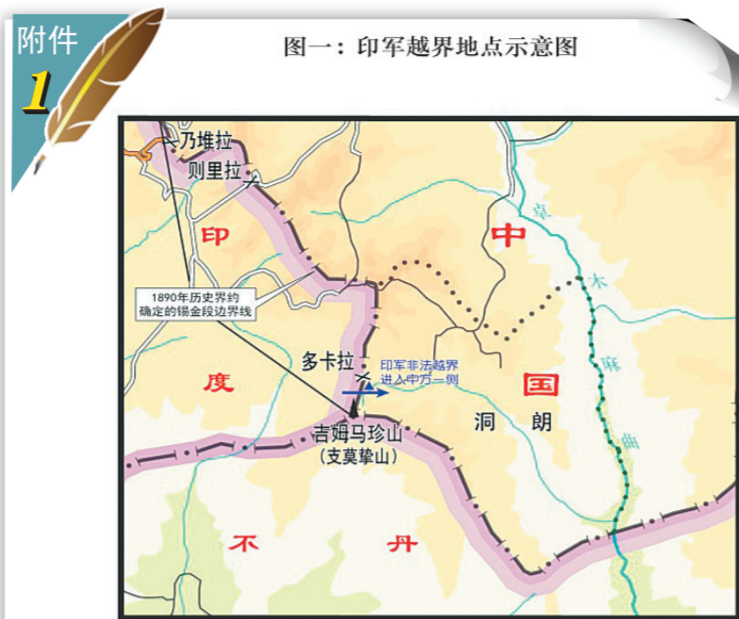 附件
1
图一：印军越界地点示意图
乃堆拉
则里拉
印
中
卓
木
麻
曲
1890年历史界约
确定的锡金段边界线
多卡拉
印军非法越界
进入中方一侧
度
国
洞 朗
吉姆马珍山
（支莫挚山）
不 丹